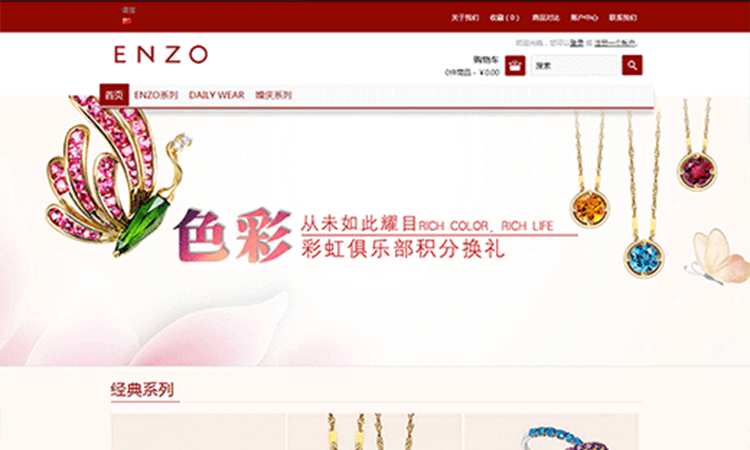 语言
关于我们 收藏 ( 0 ) 商品对比 账户中心 联系我们
欢迎光临，您可以登录 或 注册一个账户。
ENZO
购物车
0件商品 - ￥0.00
搜索
首页 ENZO系列 DAILY WEAR 婚庆系列
色彩 从未如此耀目RICH COLOR, RICH LIFE
彩虹俱乐部积分换礼
经典系列